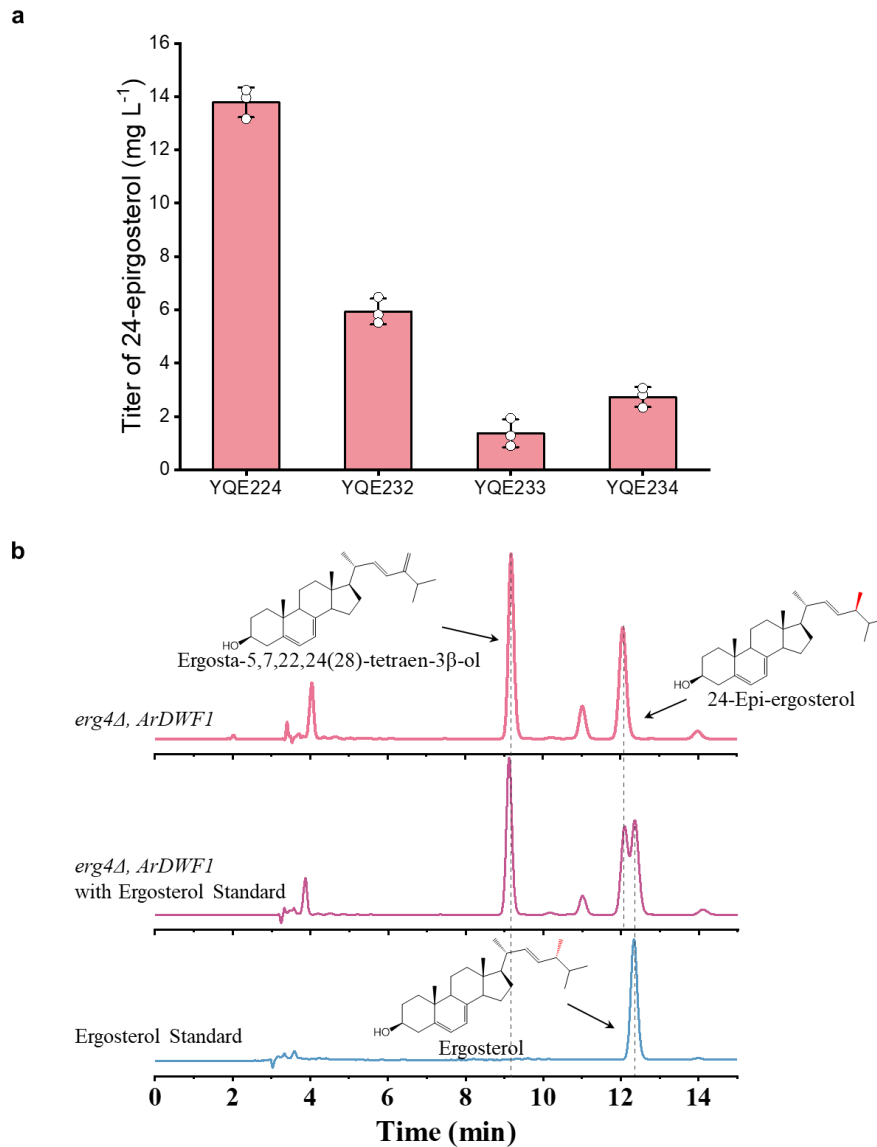 a
Titer of 24-epirgosterol (mg L⁻¹)
16
14
12
10
8
6
4
2
0
YQE224 YQE232 YQE233 YQE234
b
HO
Ergosta-5,7,22,24(28)-tetraen-3β-ol
HO
24-Epi-ergosterol
erg4Δ, ArDWF1
erg4Δ, ArDWF1
with Ergosterol Standard
HO
Ergosterol
Ergosterol Standard
0 2 4 6 8 10 12 14
Time (min)